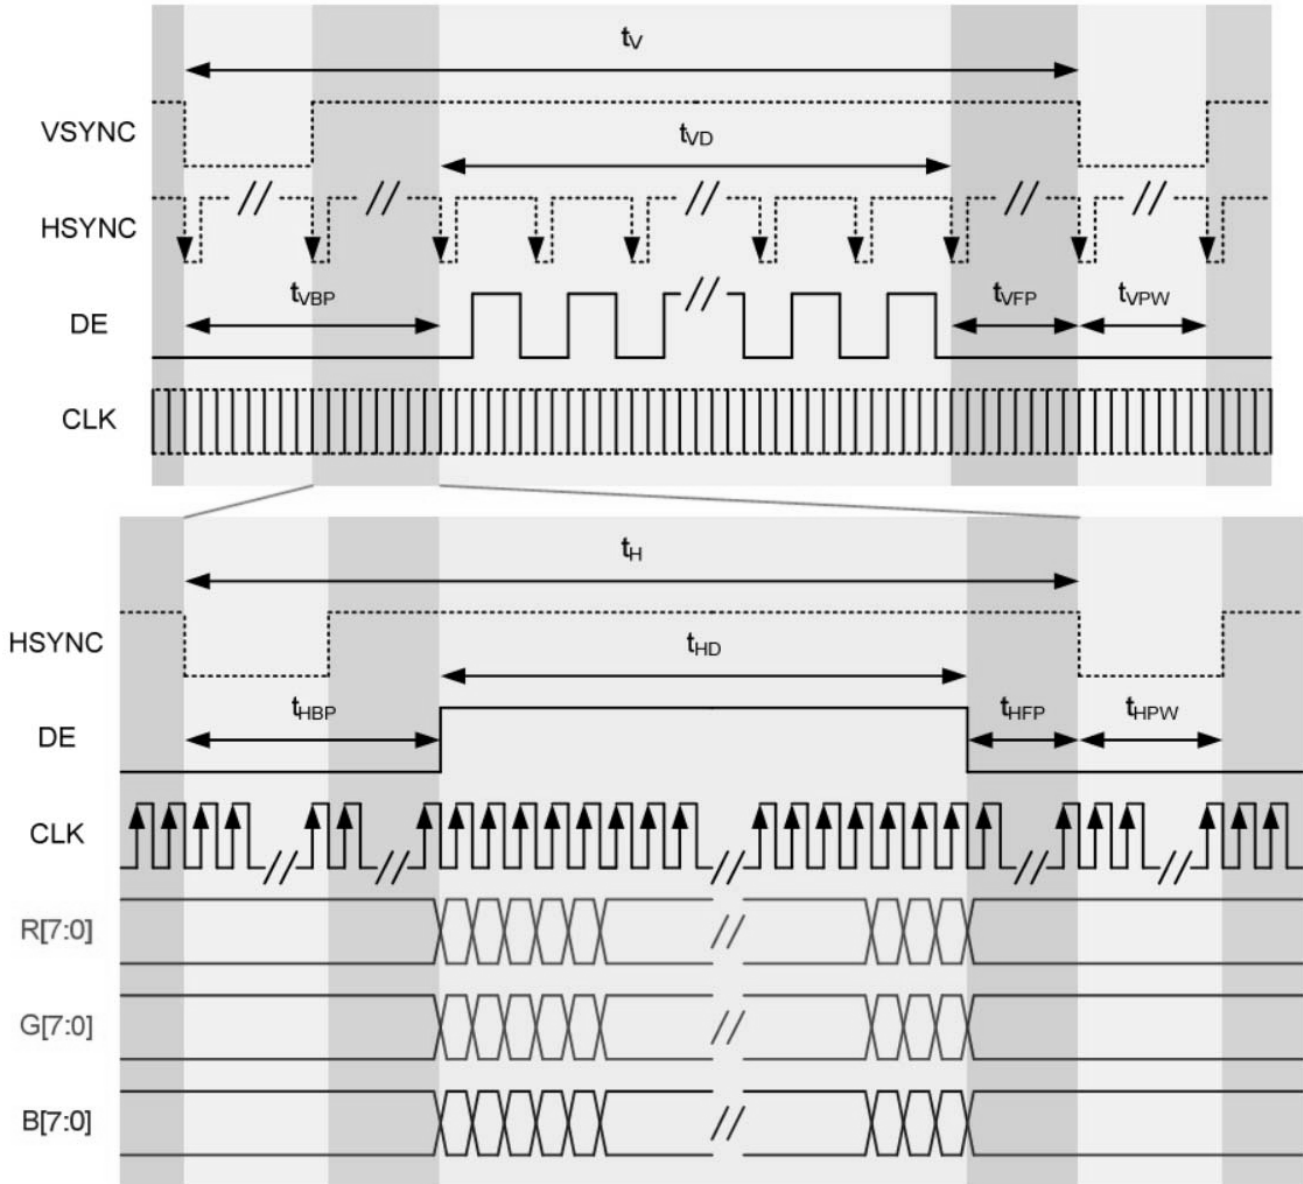 tV
VSYNC
tVD
HSYNC
tVBP
tVFP
tVPW
DE
CLK
tH
HSYNC
tHD
tHBP
tHFP
tHPW
DE
CLK
R[7:0]
G[7:0]
B[7:0]